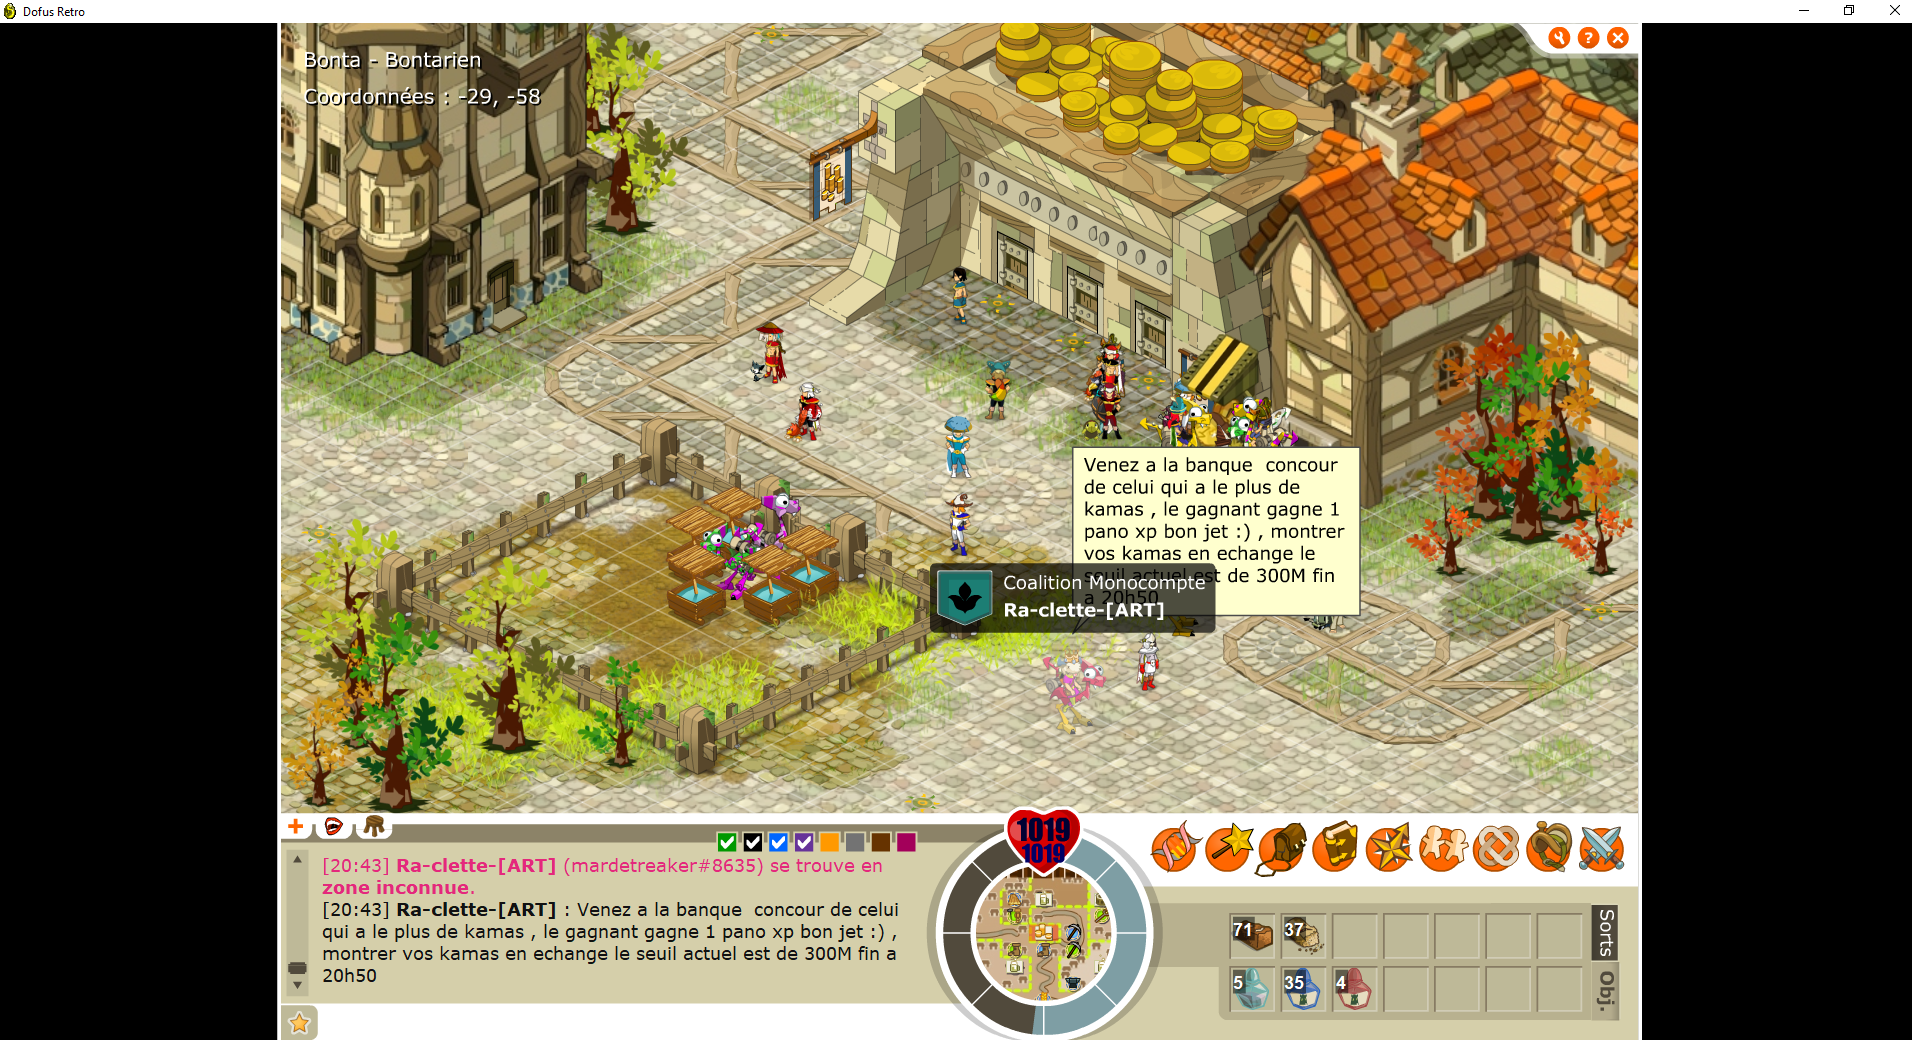 Dofus Retro
Bonta - Bontarien
Coordonnées : -29, -58
Venez a la banque  concour
de celui qui a le plus de
kamas , le gagnant gagne 1
pano xp bon jet :) , montrer
vos kamas en echange le
seuil actuel est de 300M fin
a 20h50
Coalition Monocompte
Ra-clette-[ART]
1019
1019
[20:43] Ra-clette-[ART] (mardetreaker#8635) se trouve en
zone inconnue.
[20:43] Ra-clette-[ART] : Venez a la banque  concour de celui
qui a le plus de kamas , le gagnant gagne 1 pano xp bon jet :) ,
montrer vos kamas en echange le seuil actuel est de 300M fin a
20h50
71 37
Sorts
5 35 4
Obj.